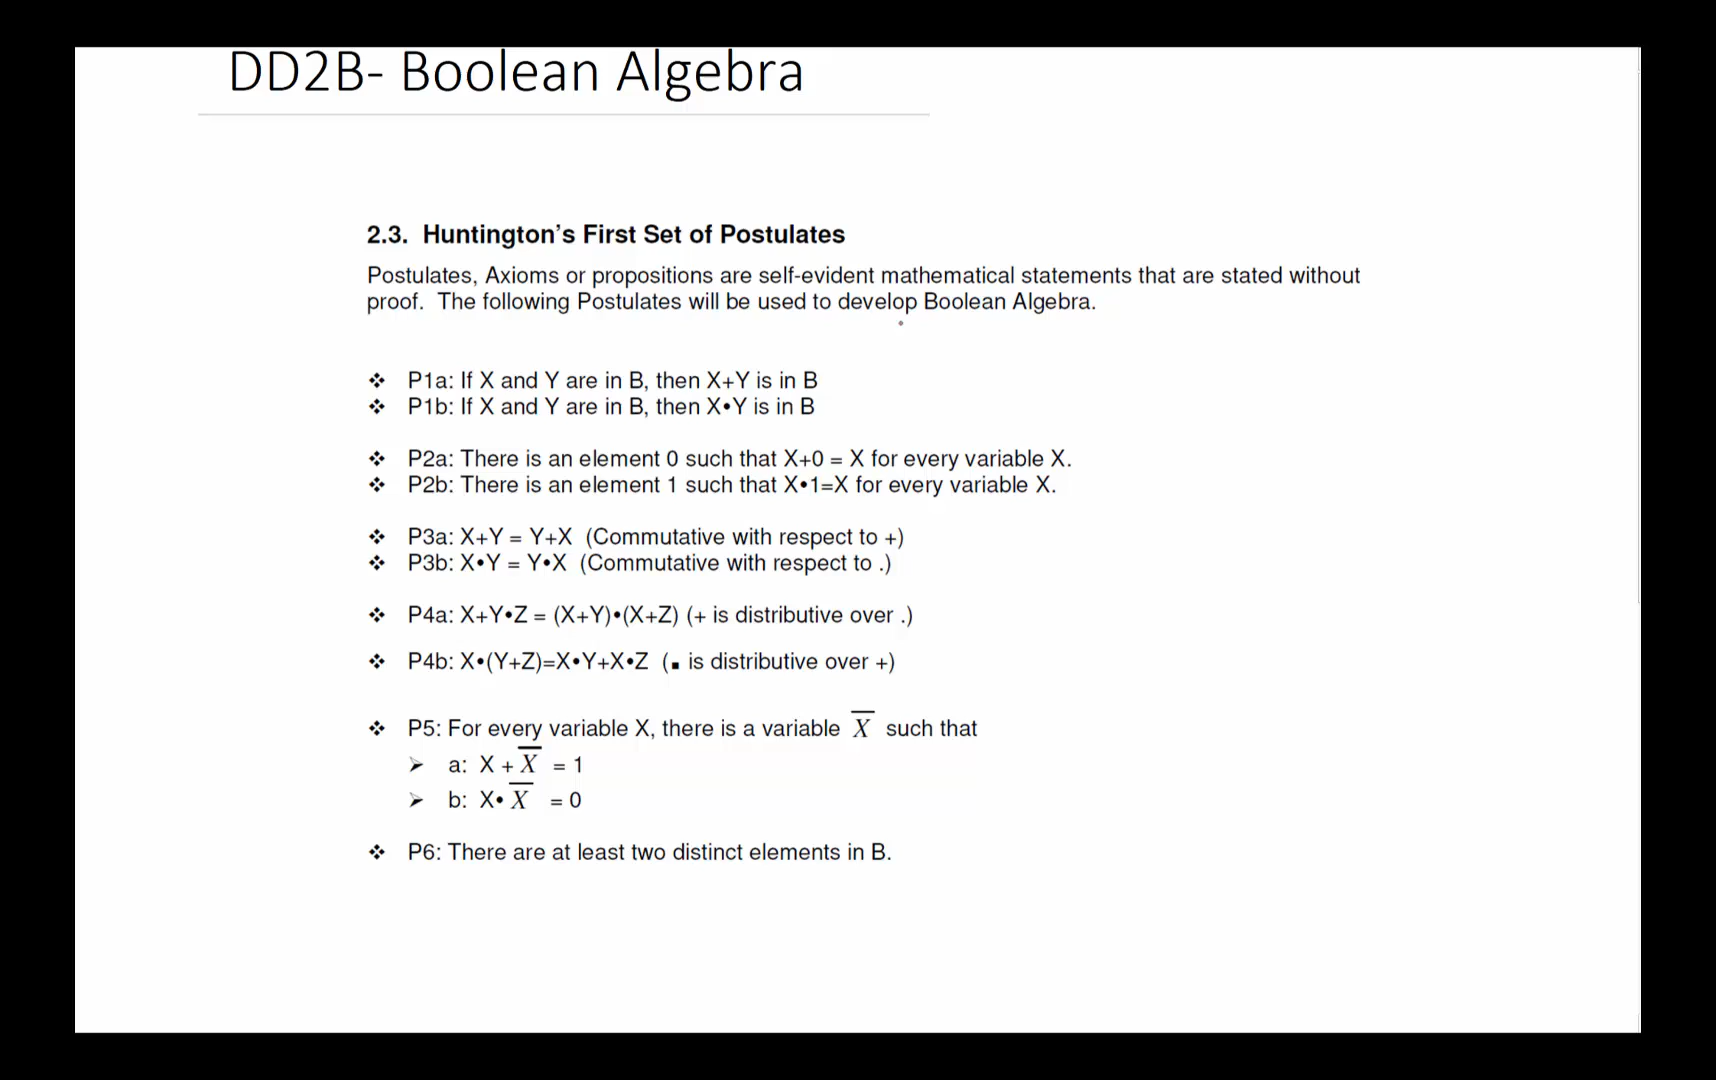 DD2B- Boolean Algebra
2.3. Huntington’s First Set of Postulates
Postulates, Axioms or propositions are self-evident mathematical statements that are stated without
proof. The following Postulates will be used to develop Boolean Algebra.
❖ P1a: If X and Y are in B, then X+Y is in B
❖ P1b: If X and Y are in B, then X•Y is in B
❖ P2a: There is an element 0 such that X+0 = X for every variable X.
❖ P2b: There is an element 1 such that X•1=X for every variable X.
❖ P3a: X+Y = Y+X (Commutative with respect to +)
❖ P3b: X•Y = Y•X (Commutative with respect to .)
❖ P4a: X+Y•Z = (X+Y)•(X+Z) (+ is distributive over .)
❖ P4b: X•(Y+Z)=X•Y+X•Z (▪ is distributive over +)
❖ P5: For every variable X, there is a variable X̅ such that
➢ a: X + X̅ = 1
➢ b: X• X̅ = 0
❖ P6: There are at least two distinct elements in B.